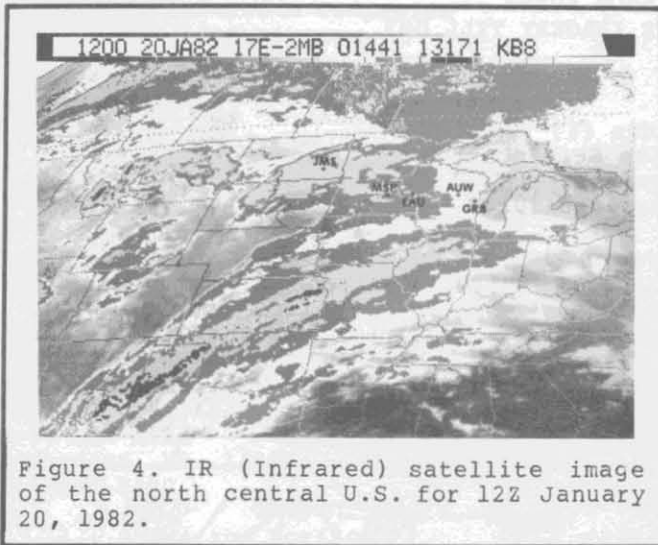 1200 20JA82 17E-2MB 01441 13171 KB8
JMS
MSP
EAU
AUW
GRB
Figure 4. IR (Infrared) satellite image
of the north central U.S. for 12Z January
20, 1982.